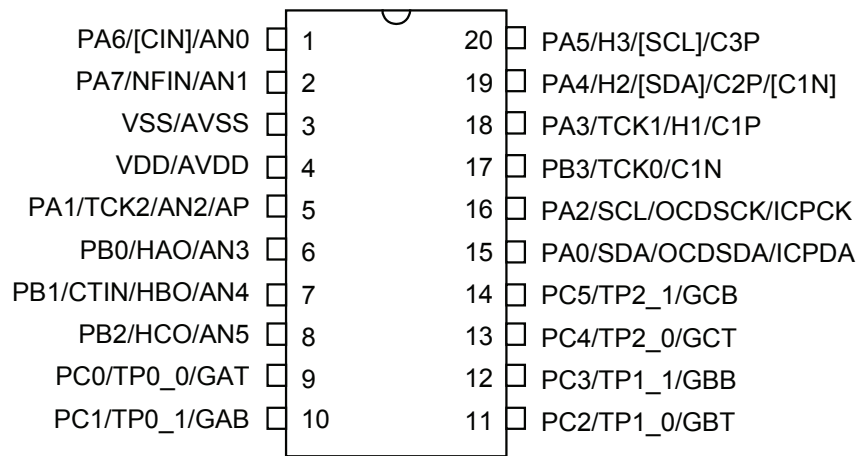 PA6/[CIN]/AN0 1 20 PA5/H3/[SCL]/C3P
PA7/NFIN/AN1 2 19 PA4/H2/[SDA]/C2P/[C1N]
VSS/AVSS 3 18 PA3/TCK1/H1/C1P
VDD/AVDD 4 17 PB3/TCK0/C1N
PA1/TCK2/AN2/AP 5 16 PA2/SCL/OCDSCK/ICPCK
PB0/HAO/AN3 6 15 PA0/SDA/OCDSDA/ICPDA
PB1/CTIN/HBO/AN4 7 14 PC5/TP2_1/GCB
PB2/HCO/AN5 8 13 PC4/TP2_0/GCT
PC0/TP0_0/GAT 9 12 PC3/TP1_1/GBB
PC1/TP0_1/GAB 10 11 PC2/TP1_0/GBT